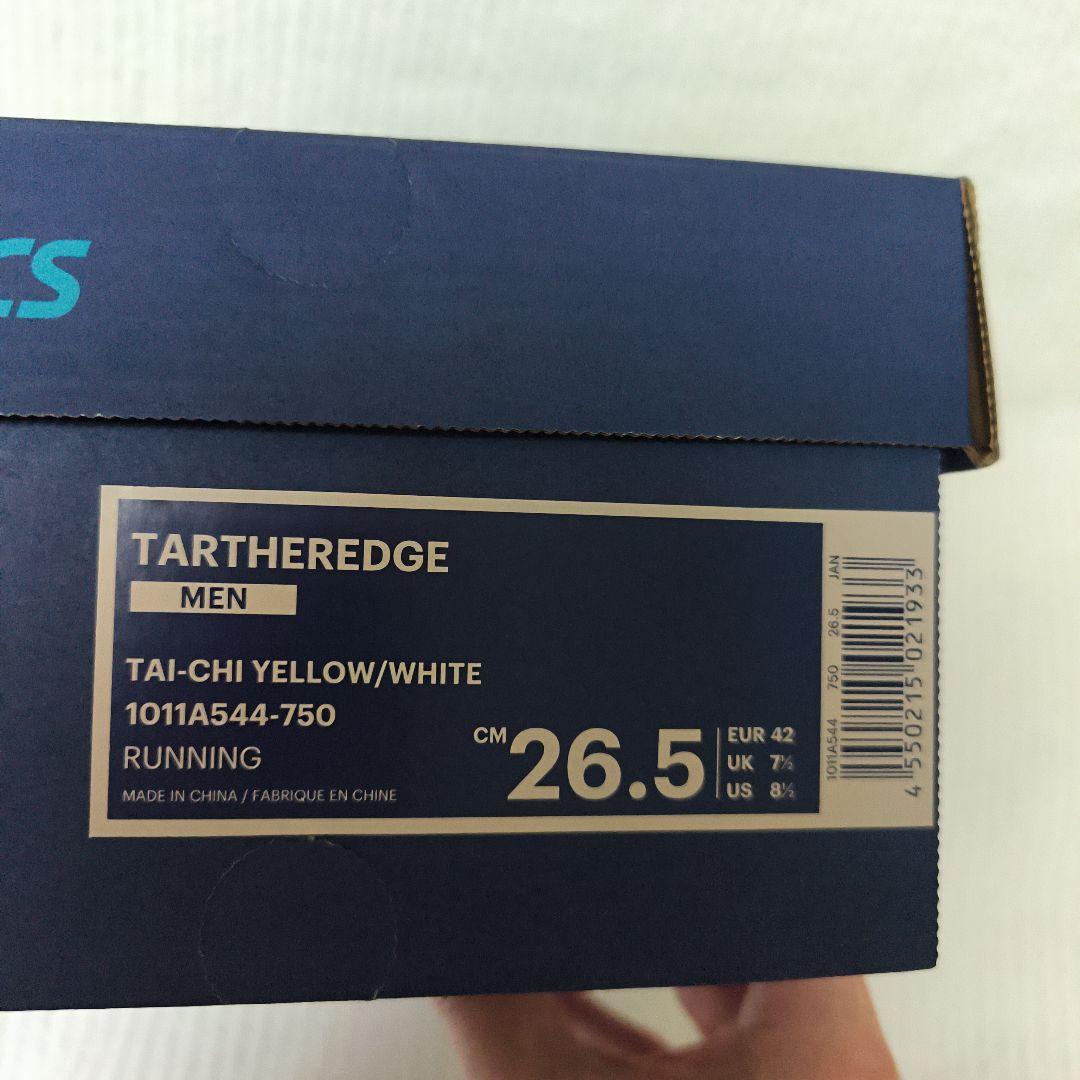 CS
TARTHEREDGE
MEN
TAI-CHI YELLOW/WHITE
1011A544-750
RUNNING
MADE IN CHINA / FABRIQUE EN CHINE
CM 26.5
EUR 42
UK 7½
US 8½
1011A544 750 26.5 JAN
4 550215 021933